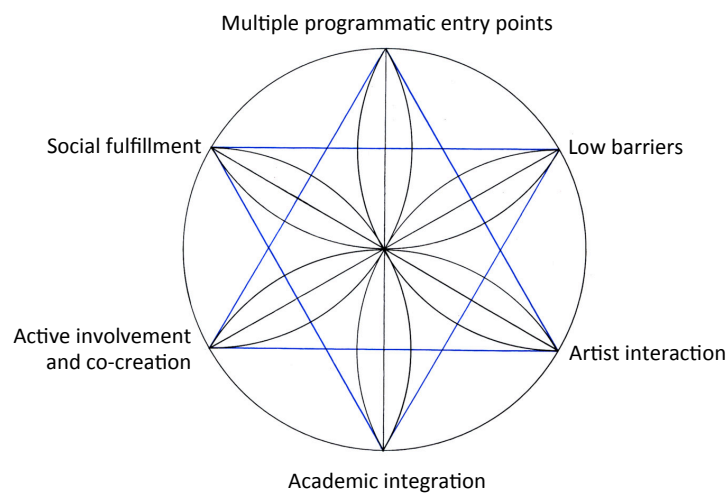 Multiple programmatic entry points
Social fulfillment
Low barriers
Active involvement
and co-creation
Artist interaction
Academic integration